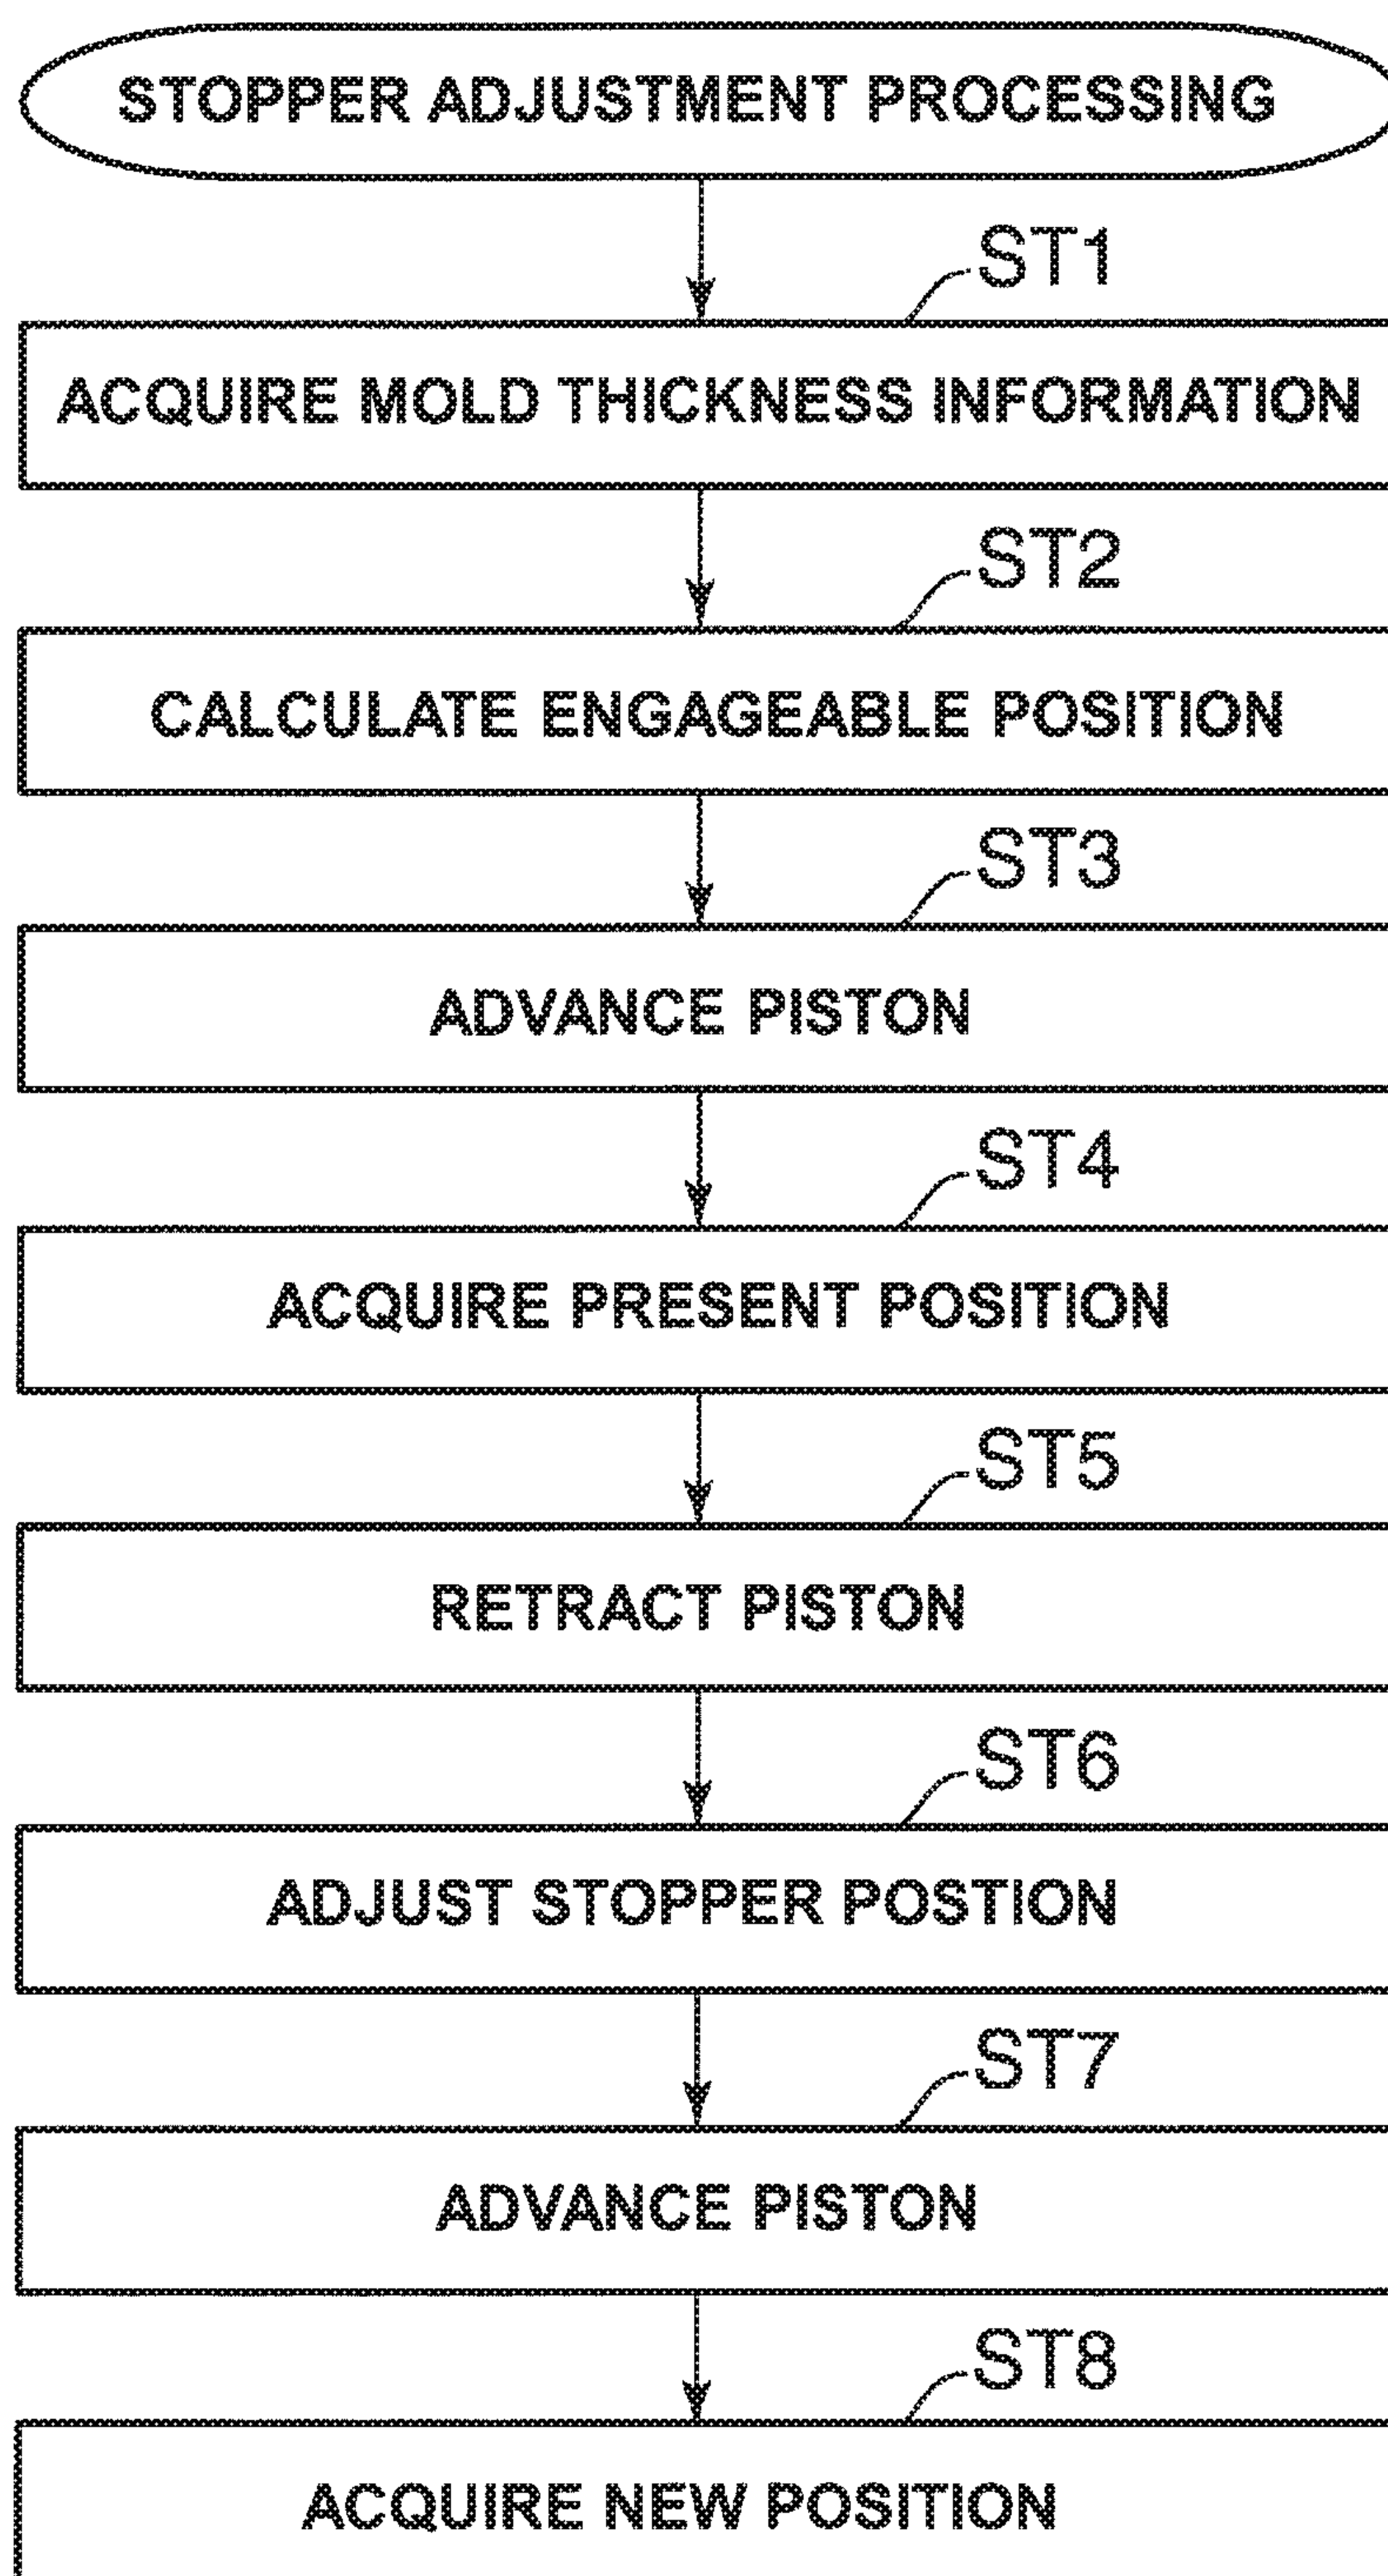 STOPPER ADJUSTMENT PROCESSING
ST1
ACQUIRE MOLD THICKNESS INFORMATION
ST2
CALCULATE ENGAGEABLE POSITION
ST3
ADVANCE PISTON
ST4
ACQUIRE PRESENT POSITION
ST5
RETRACT PISTON
ST6
ADJUST STOPPER POSTION
ST7
ADVANCE PISTON
ST8
ACQUIRE NEW POSITION